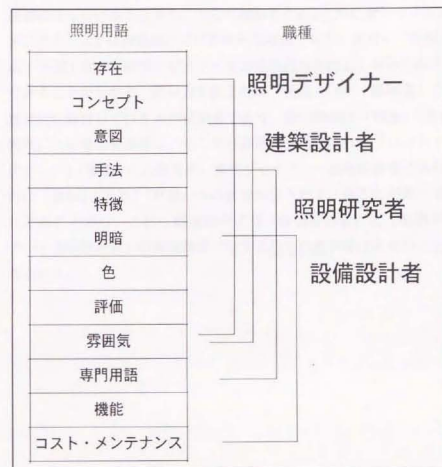 照明用語
職種
存在
コンセプト
意図
手法
特徴
明暗
色
評価
雰囲気
専門用語
機能
コスト・メンテナンス
照明デザイナー
建築設計者
照明研究者
設備設計者